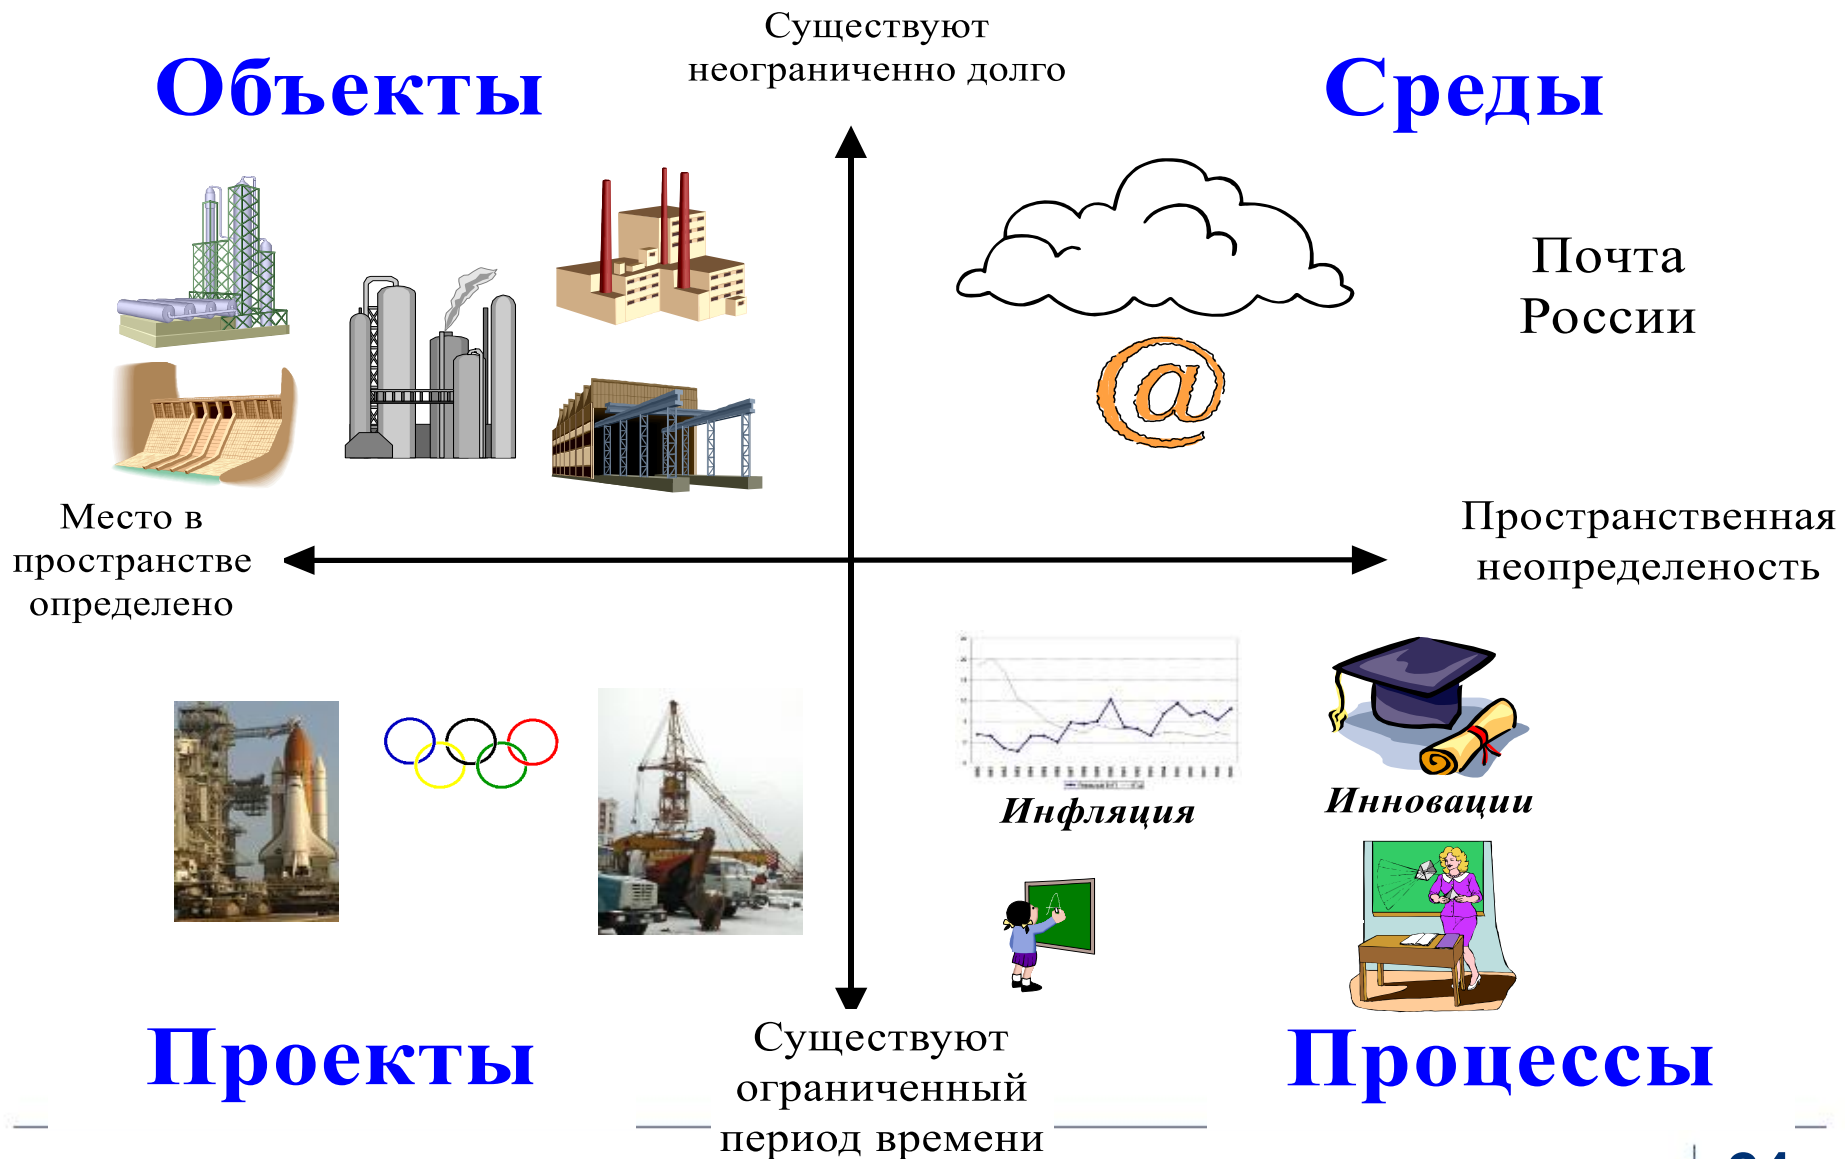 Существуют
неограниченно долго
Объекты
Среды
Почта
России
@
Место в
пространстве
определено
Пространственная
неопределеность
Инфляция
Инновации
Проекты
Процессы
Существуют
ограниченный
период времени